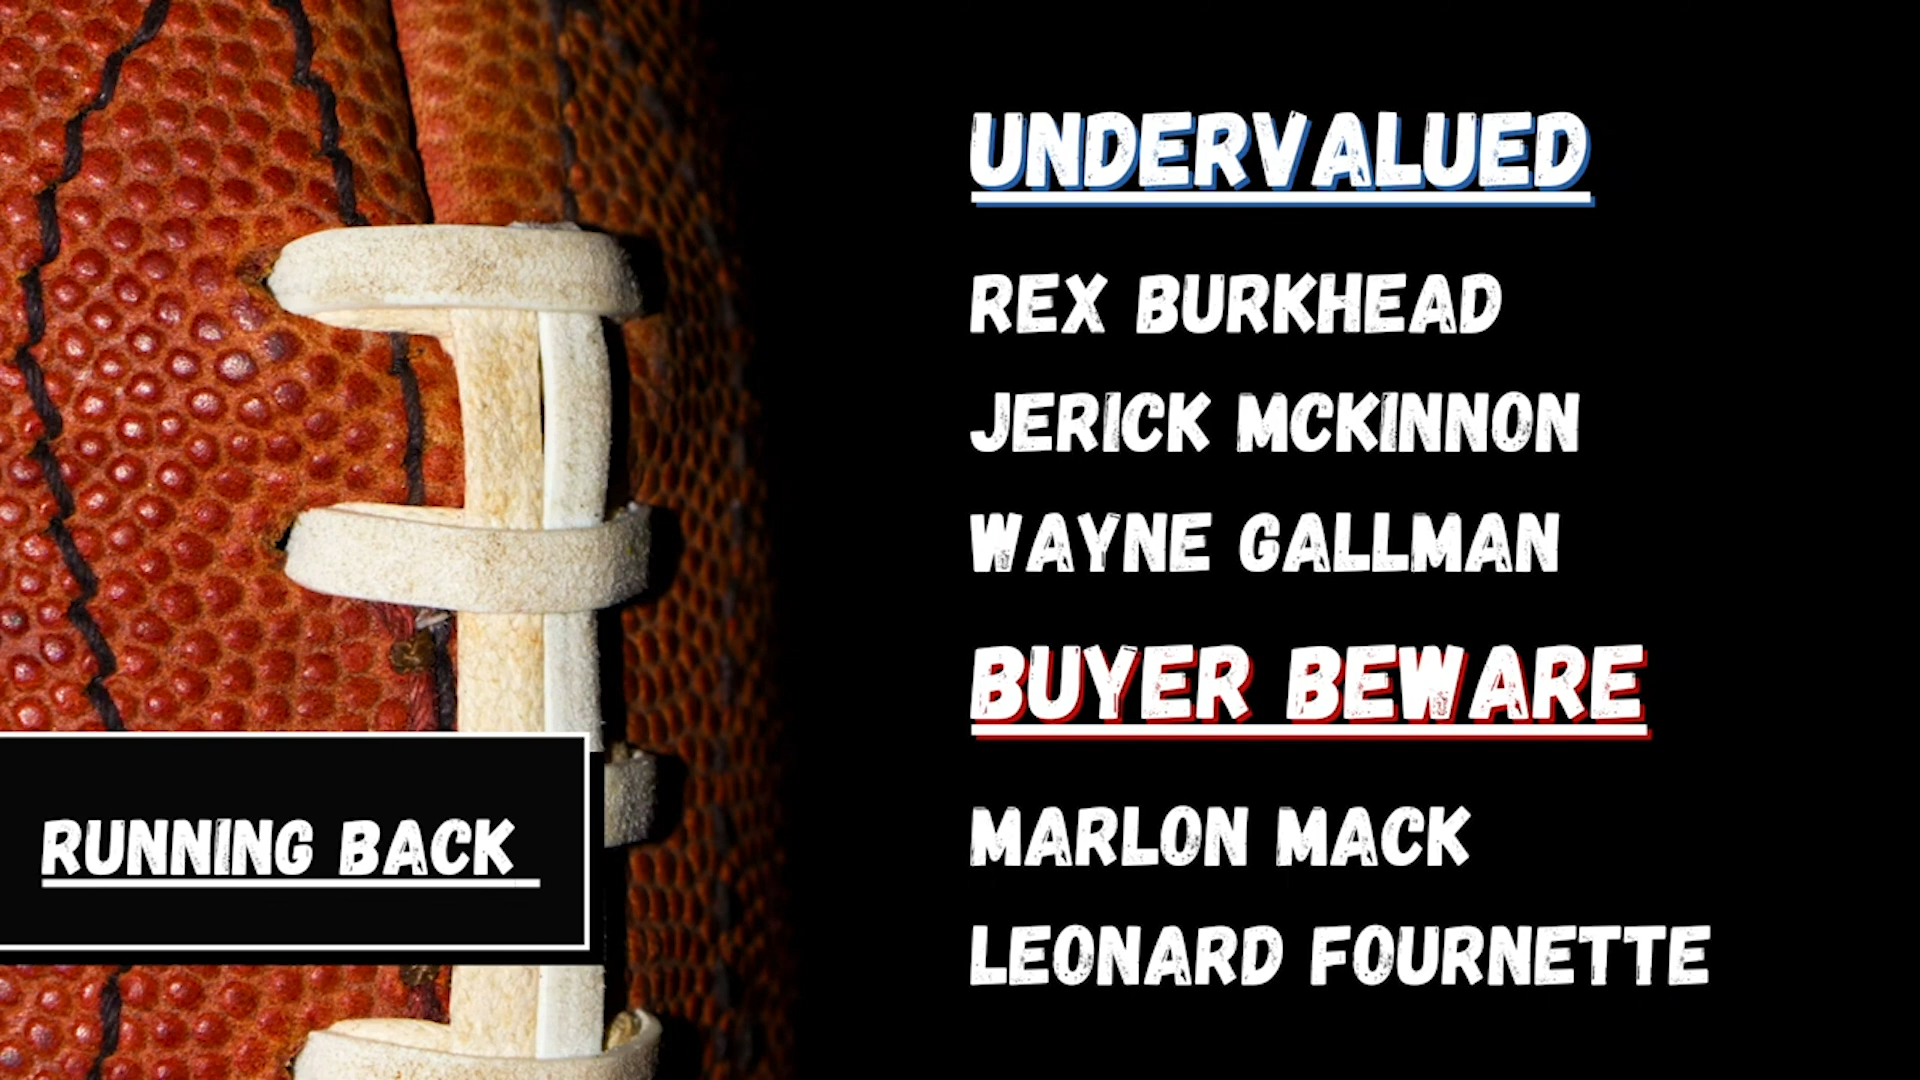 UNDERVALUED
REX BURKHEAD
JERICK MCKINNON
WAYNE GALLMAN
BUYER BEWARE
MARLON MACK
LEONARD FOURNETTE
RUNNING BACK